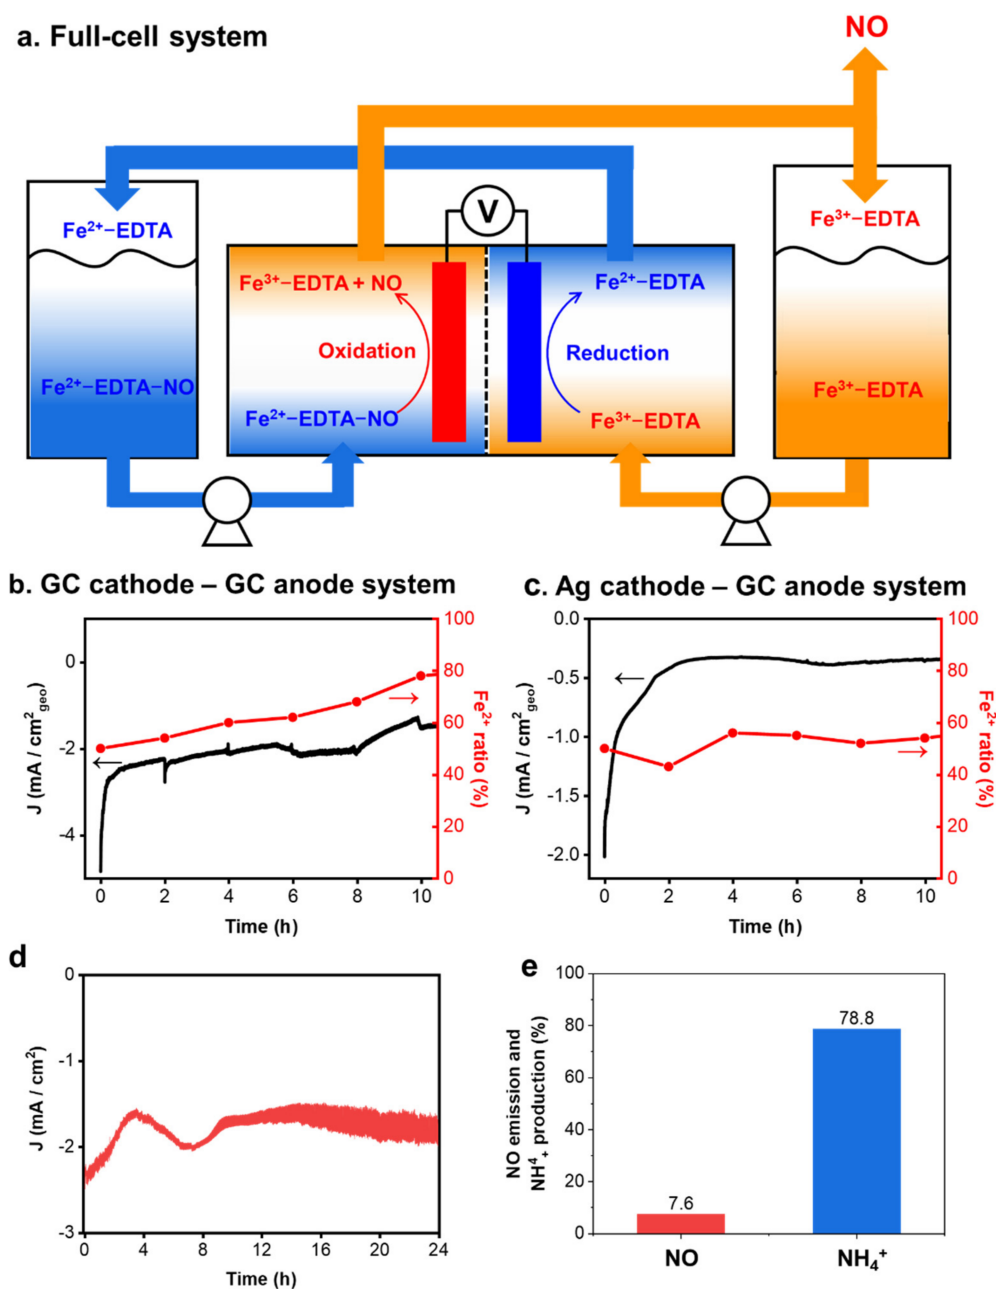 a. Full-cell system
NO
Fe²⁺−EDTA
V
Fe³⁺−EDTA
Fe³⁺−EDTA + NO
Fe²⁺−EDTA
Oxidation
Reduction
Fe²⁺−EDTA−NO
Fe²⁺−EDTA−NO
Fe³⁺−EDTA
Fe³⁺−EDTA
b. GC cathode – GC anode system
J (mA / cm²geo)
0
-2
-4
100
80
60
40
20
0
Fe²⁺ ratio (%)
0 2 4 6 8 10
Time (h)
c. Ag cathode – GC anode system
J (mA / cm²geo)
0.0
-0.5
-1.0
-1.5
-2.0
100
80
60
40
20
0
Fe²⁺ ratio (%)
0 2 4 6 8 10
Time (h)
d
J (mA / cm²)
0
-1
-2
-3
0 4 8 12 16 20 24
Time (h)
e
NO emission and
NH⁴₊ production (%)
100
80
60
40
20
0
7.6
78.8
NO
NH₄⁺